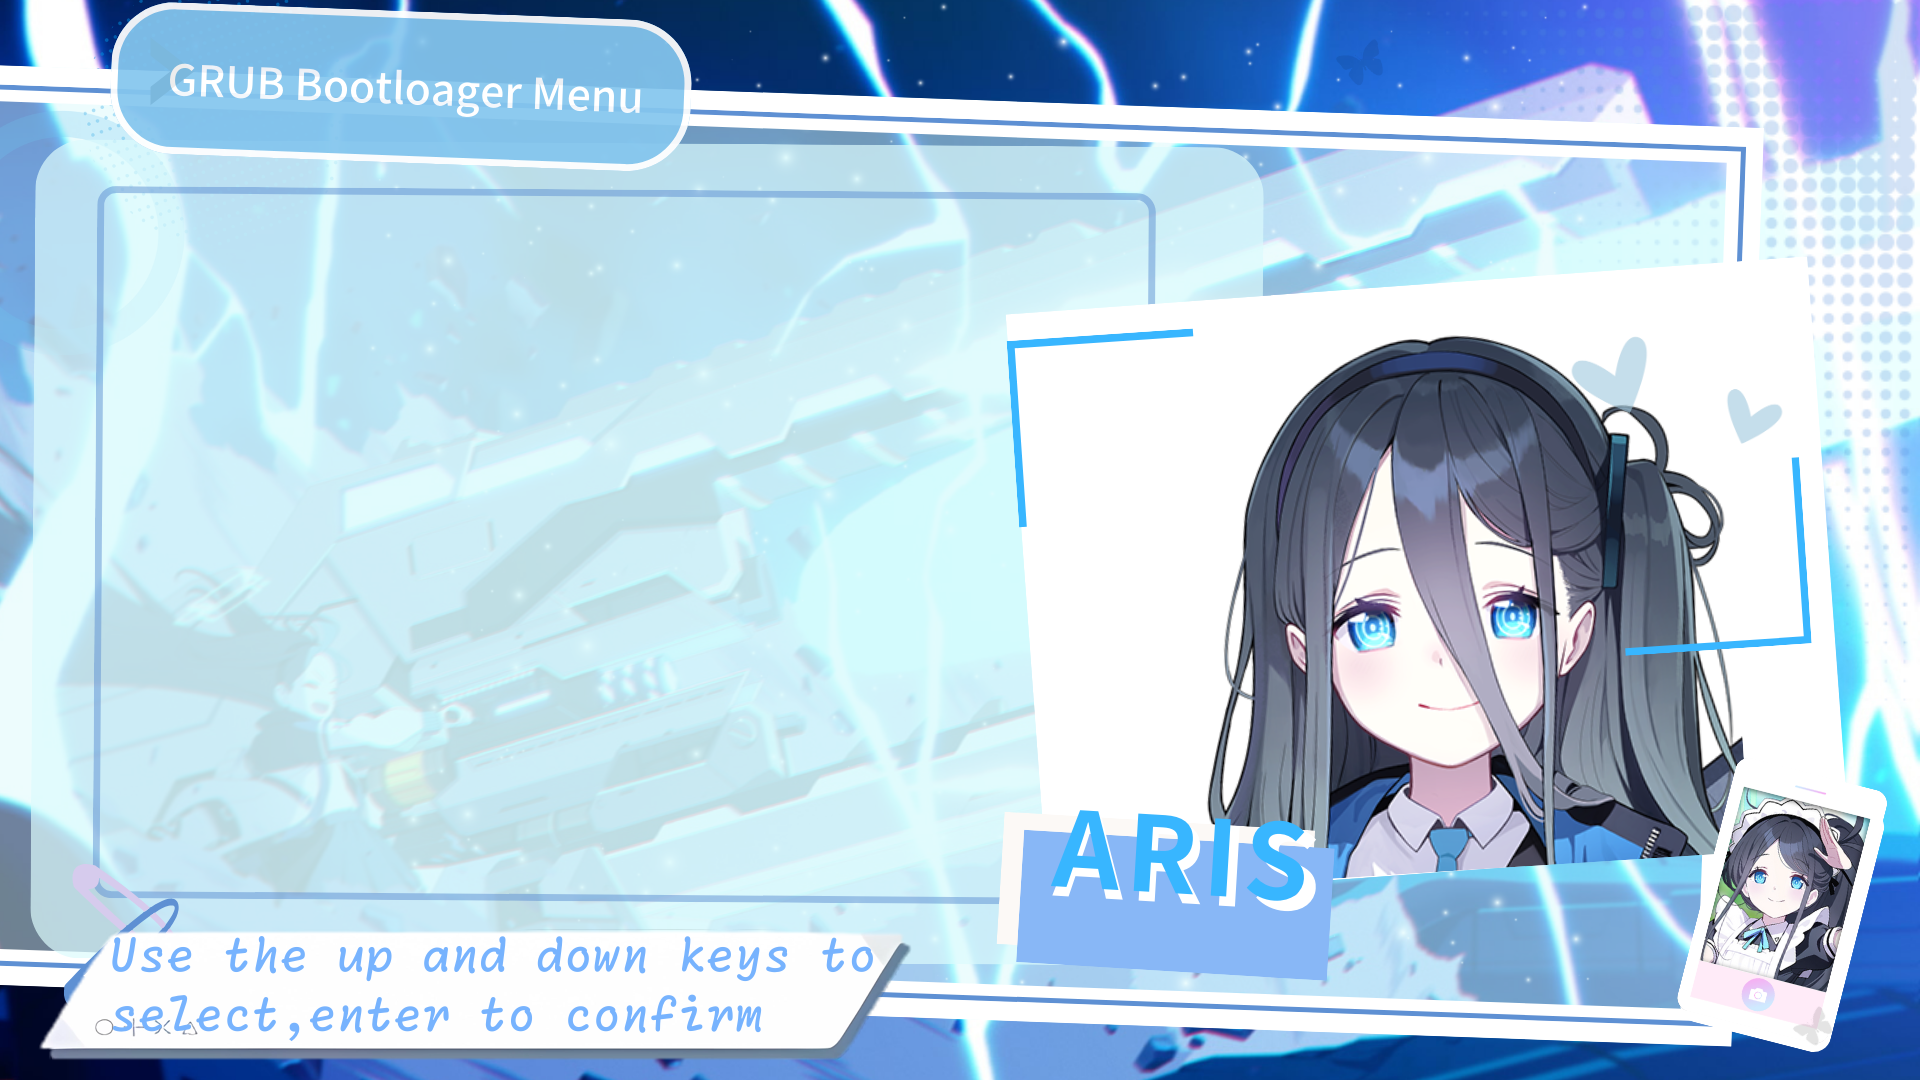 GRUB Bootloager Menu
ARIS
Use the up and down keys to
select,enter to confirm